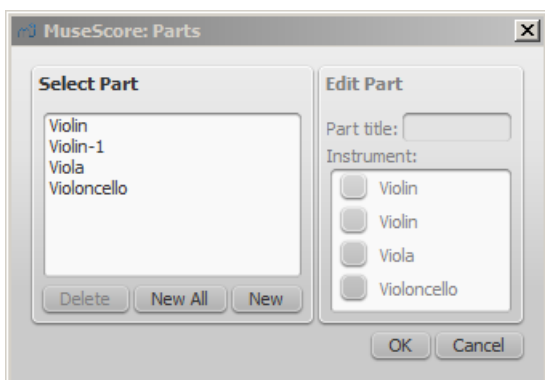 MuseScore: Parts
Select Part
Violin
Violin-1
Viola
Violoncello
Delete
New All
New
Edit Part
Part title:
Instrument:
Violin
Violin
Viola
Violoncello
OK
Cancel